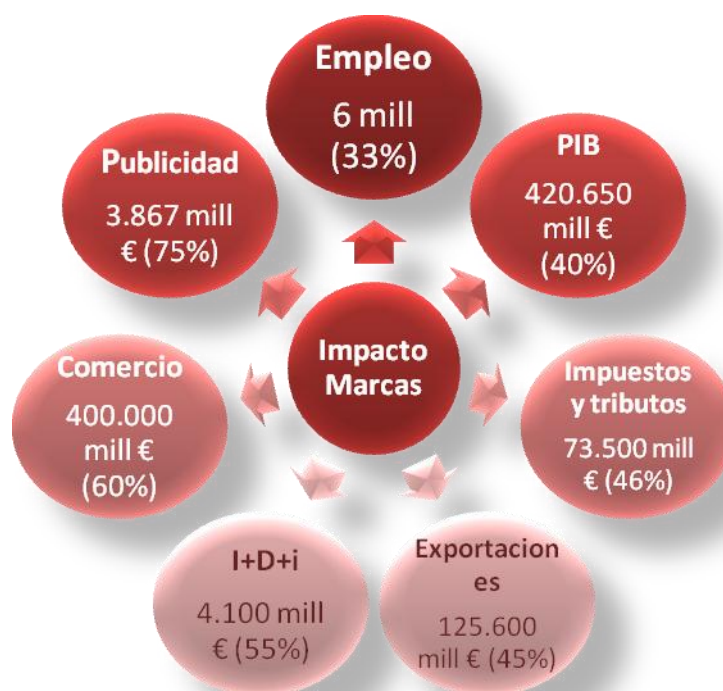 Empleo
6 mill
(33%)
PIB
420.650
mill €
(40%)
Impuestos
y tributos
73.500 mill
€ (46%)
Exportacion
es
125.600
mill € (45%)
I+D+i
4.100 mill
€ (55%)
Comercio
400.000
mill €
(60%)
Publicidad
3.867 mill
€ (75%)
Impacto
Marcas